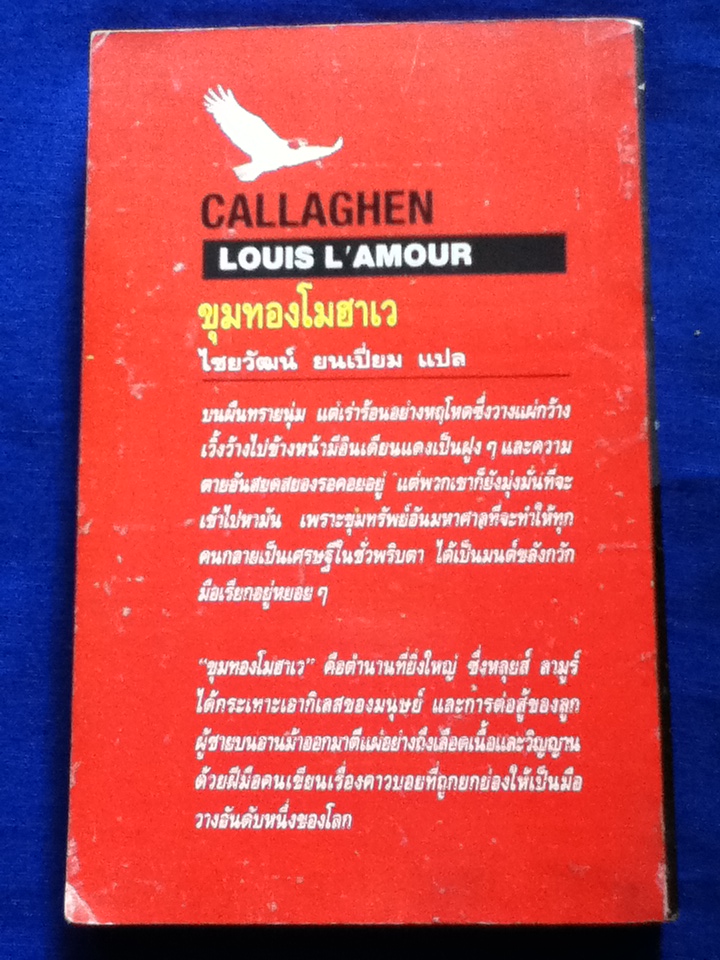 CALLAGHEN
LOUIS L'AMOUR
ขุมทองโมฮาเว
ไชยวัฒน์ ยนเปี่ยม แปล
บนผืนทรายนุ่ม แต่เร่าร้อนอย่างหฤโหดซึ่งวางแผ่กว้าง
เวิ้งว้างไปข้างหน้ามีอินเดียนแดงเป็นฝูง ๆ และความ
ตายอันสยดสยองรอคอยอยู่ แต่พวกเขาก็ยังมุ่งมั่นที่จะ
เข้าไปหามัน เพราะขุมทรัพย์อันมหาศาลที่จะทำให้ทุก
คนกลายเป็นเศรษฐีในชั่วพริบตา ได้เป็นมนต์ขลังกวัก
มือเรียกอยู่หยอย ๆ
"ขุมทองโมฮาเว" คือตำนานที่ยิ่งใหญ่ ซึ่งหลุยส์ ลามูร์
ได้กระเทาะเอากิเลสของมนุษย์ และการต่อสู้ของลูก
ผู้ชายบนอานม้าออกมาตีแผ่อย่างถึงเลือดเนื้อและวิญญาน
ด้วยฝีมือคนเขียนเรื่องคาวบอยที่ถูกยกย่องให้เป็นมือ
วางอันดับหนึ่งของโลก